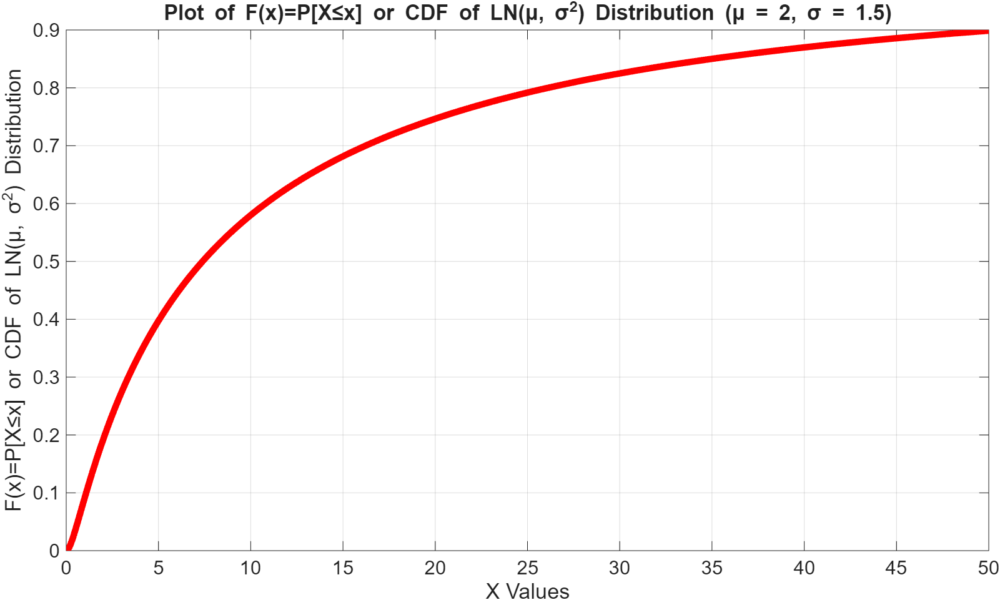 Plot of F(x)=P[X≤x] or CDF of LN(μ, σ²) Distribution (μ = 2, σ = 1.5)
F(x)=P[X≤x] or CDF of LN(μ, σ²) Distribution
0.9
0.8
0.7
0.6
0.5
0.4
0.3
0.2
0.1
0
0 5 10 15 20 25 30 35 40 45 50
X Values